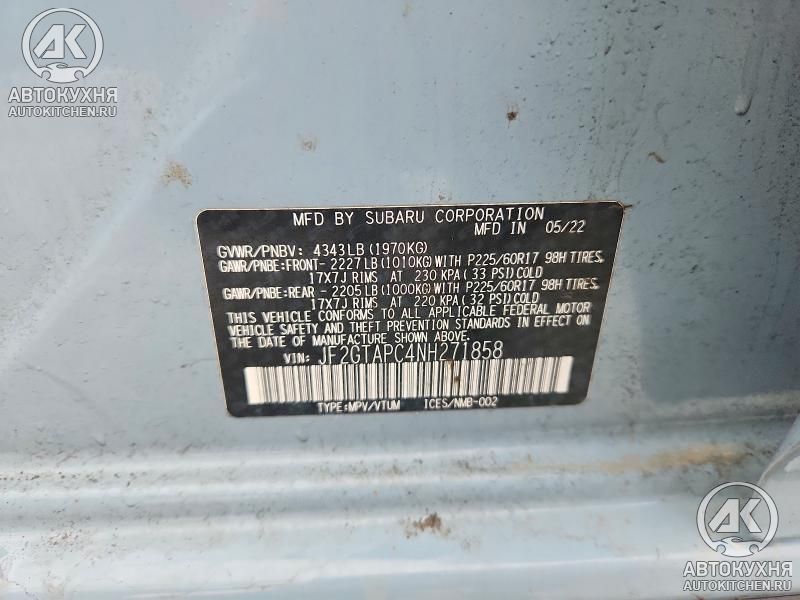 АК
АВТОКУХНЯ
AUTOKITCHEN.RU
MFD BY SUBARU CORPORATION
MFD IN 05/22
GVWR/PNBV: 4343LB (1970KG)
GAWR/PNBE:FRONT- 2227LB (1010KG) WITH P225/60R17 98H TIRES,
17X7J RIMS AT 230 KPA (33 PSI) COLD
GAWR/PNBE:REAR - 2205LB (1000KG) WITH P225/60R17 98H TIRES,
17X7J RIMS AT 220 KPA (32 PSI) COLD
THIS VEHICLE CONFORMS TO ALL APPLICABLE FEDERAL MOTOR
VEHICLE SAFETY AND THEFT PREVENTION STANDARDS IN EFFECT ON
THE DATE OF MANUFACTURE SHOWN ABOVE.
VIN: JF2GTAPC4NH271858
TYPE:MPV/VTUM ICES/NMB-002
АК
АВТОКУХНЯ
AUTOKITCHEN.RU